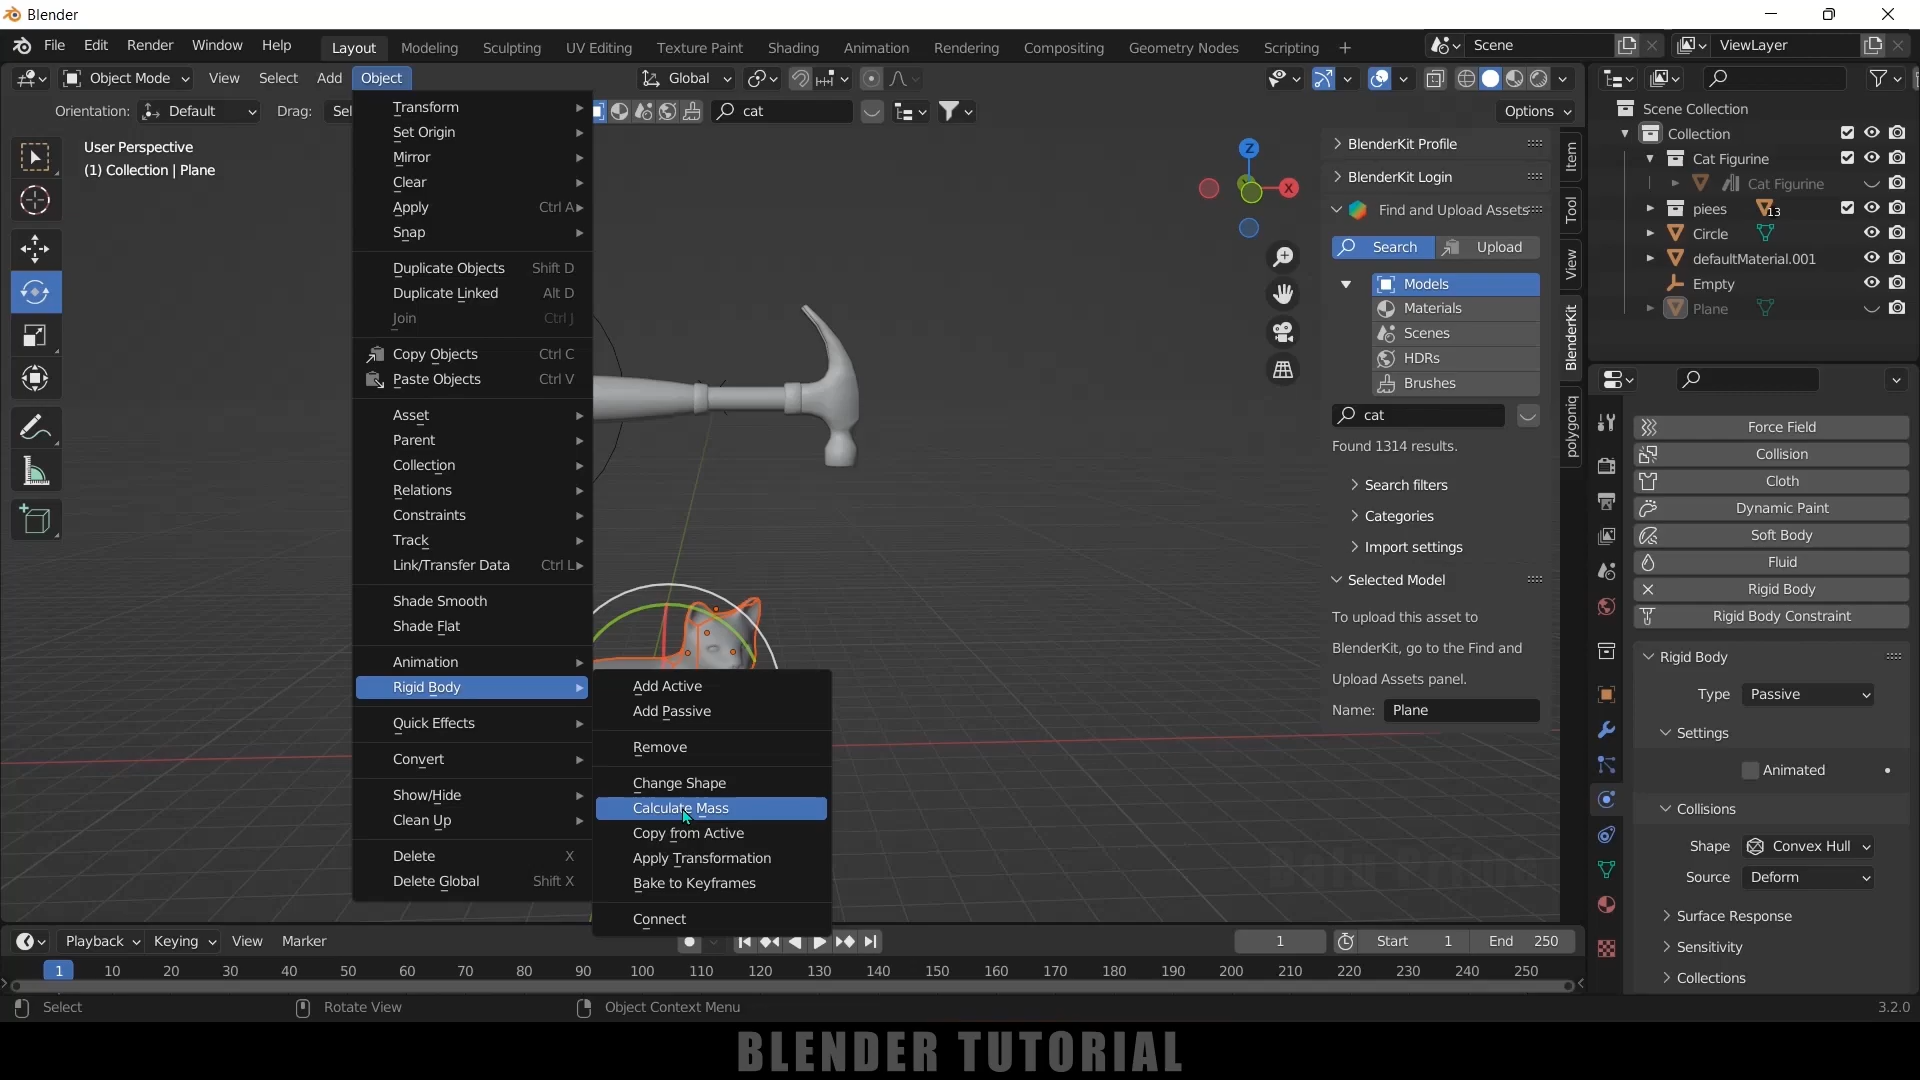 Blender
File Edit Render Window Help Layout Modeling Sculpting UV Editing Texture Paint Shading Animation Rendering Compositing Geometry Nodes Scripting + Scene ViewLayer
Object Mode View Select Add Object Global
Orientation: Default Drag: Sel cat Options
User Perspective
(1) Collection | Plane
Transform
Set Origin
Mirror
Clear
Apply Ctrl A
Snap
Duplicate Objects Shift D
Duplicate Linked Alt D
Join Ctrl J
Copy Objects Ctrl C
Paste Objects Ctrl V
Asset
Parent
Collection
Relations
Constraints
Track
Link/Transfer Data Ctrl L
Shade Smooth
Shade Flat
Animation
Rigid Body
Quick Effects
Convert
Show/Hide
Clean Up
Delete X
Delete Global Shift X
Add Active
Add Passive
Remove
Change Shape
Calculate Mass
Copy from Active
Apply Transformation
Bake to Keyframes
Connect
Z
X
BlenderKit Profile
BlenderKit Login
Find and Upload Assets
Search Upload
Models
Materials
Scenes
HDRs
Brushes
cat
Found 1314 results.
Search filters
Categories
Import settings
Selected Model
To upload this asset to
BlenderKit, go to the Find and
Upload Assets panel.
Name: Plane
Item
Tool
View
BlenderKit
polygoniq
Scene Collection
Collection
Cat Figurine
Cat Figurine
piees 13
Circle
defaultMaterial.001
Empty
Plane
Force Field
Collision
Cloth
Dynamic Paint
Soft Body
Fluid
Rigid Body
Rigid Body Constraint
Rigid Body
Type Passive
Settings
Animated
Collisions
Shape Convex Hull
Source Deform
Surface Response
Sensitivity
Collections
Playback Keying View Marker 1 Start 1 End 250
1 10 20 30 40 50 60 70 80 90 100 110 120 130 140 150 160 170 180 190 200 210 220 230 240 250
Select Rotate View Object Context Menu 3.2.0
BLENDER TUTORIAL